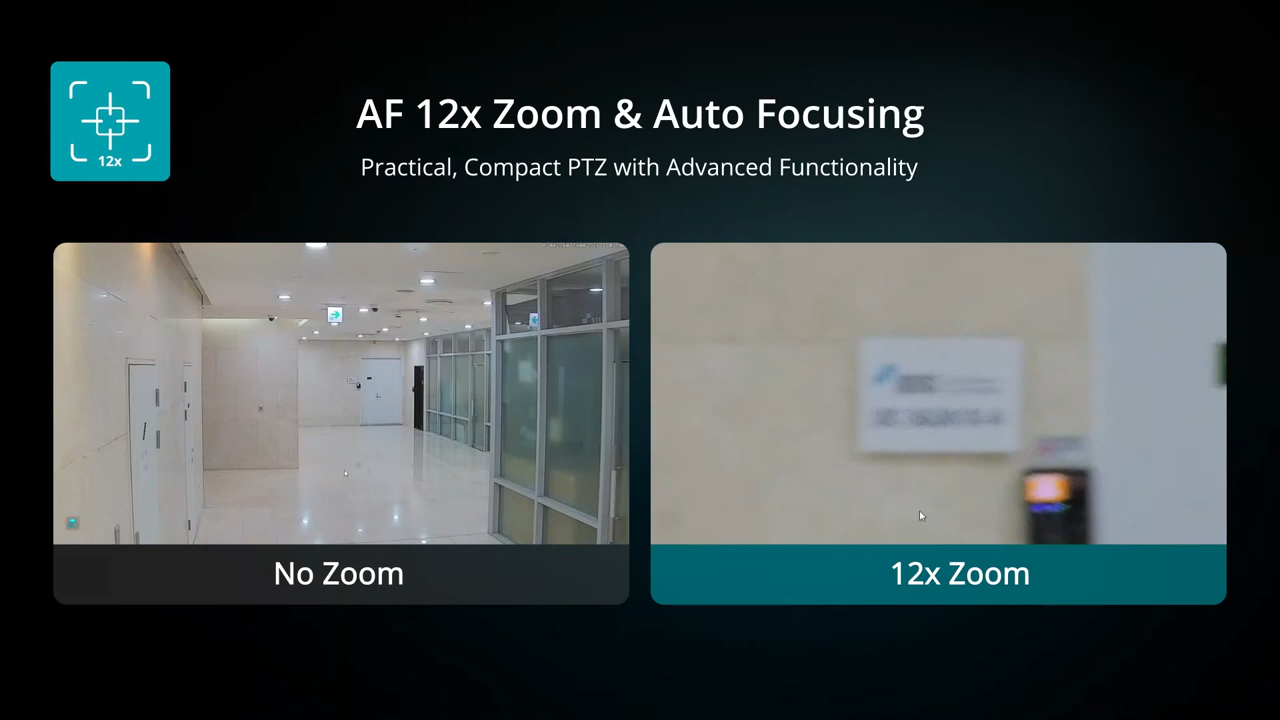 12x
AF 12x Zoom & Auto Focusing
Practical, Compact PTZ with Advanced Functionality
No Zoom
12x Zoom